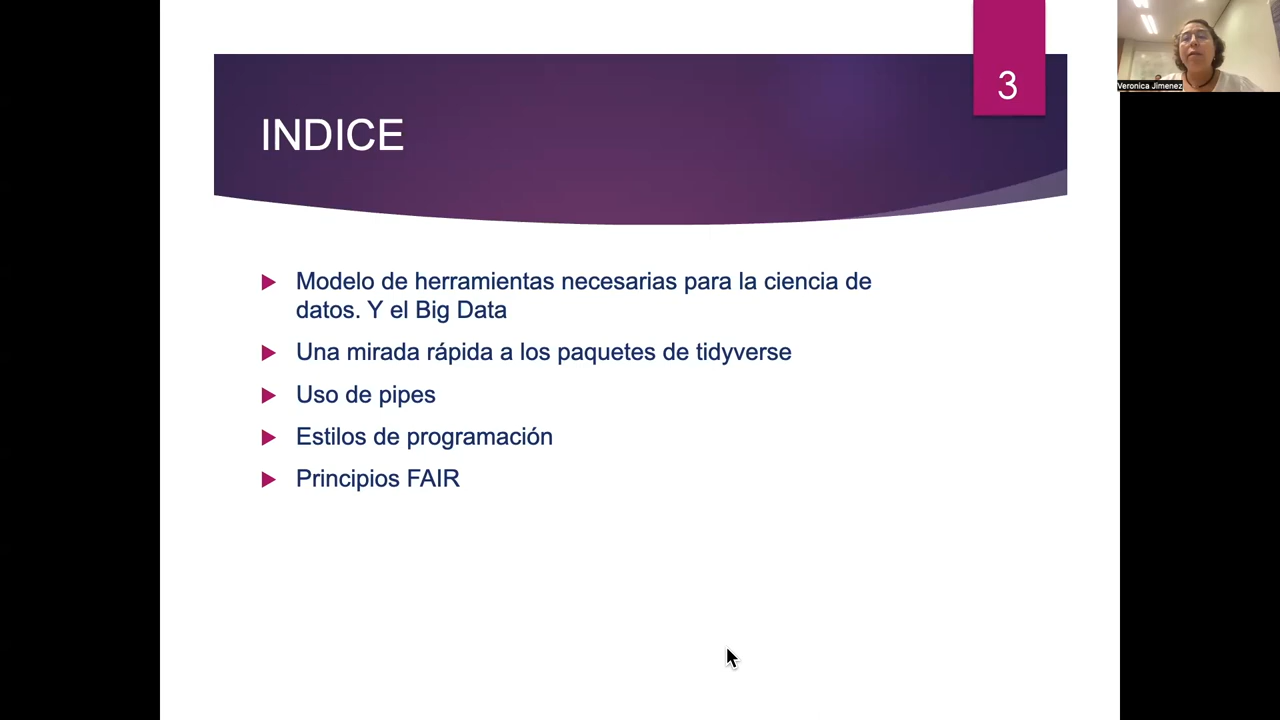 3
INDICE
Modelo de herramientas necesarias para la ciencia de
datos. Y el Big Data
Una mirada rápida a los paquetes de tidyverse
Uso de pipes
Estilos de programación
Principios FAIR
Veronica Jimenez